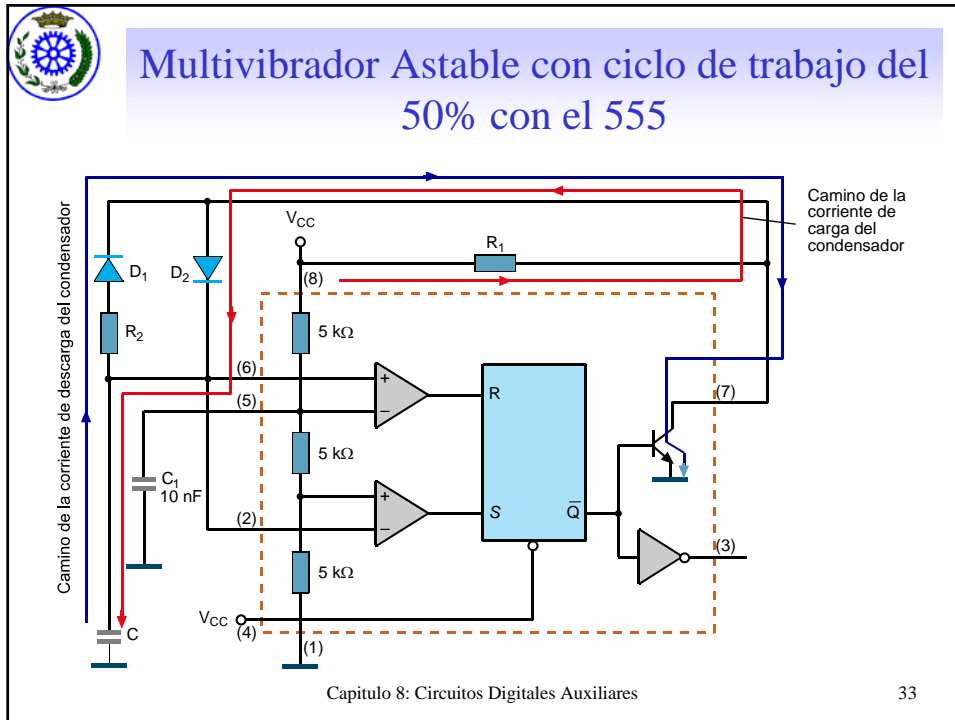 Multivibrador Astable con ciclo de trabajo del
50% con el 555
Camino de la corriente de descarga del condensador
Camino de la
corriente de
carga del
condensador
V_CC
R₁
D₁
D₂
(8)
R₂
5 kΩ
(6)
+
R
(5)
−
(7)
5 kΩ
C₁
10 nF
+
S
Q̅
(2)
−
(3)
5 kΩ
V_CC
(4)
C
(1)
Capitulo 8: Circuitos Digitales Auxiliares
33